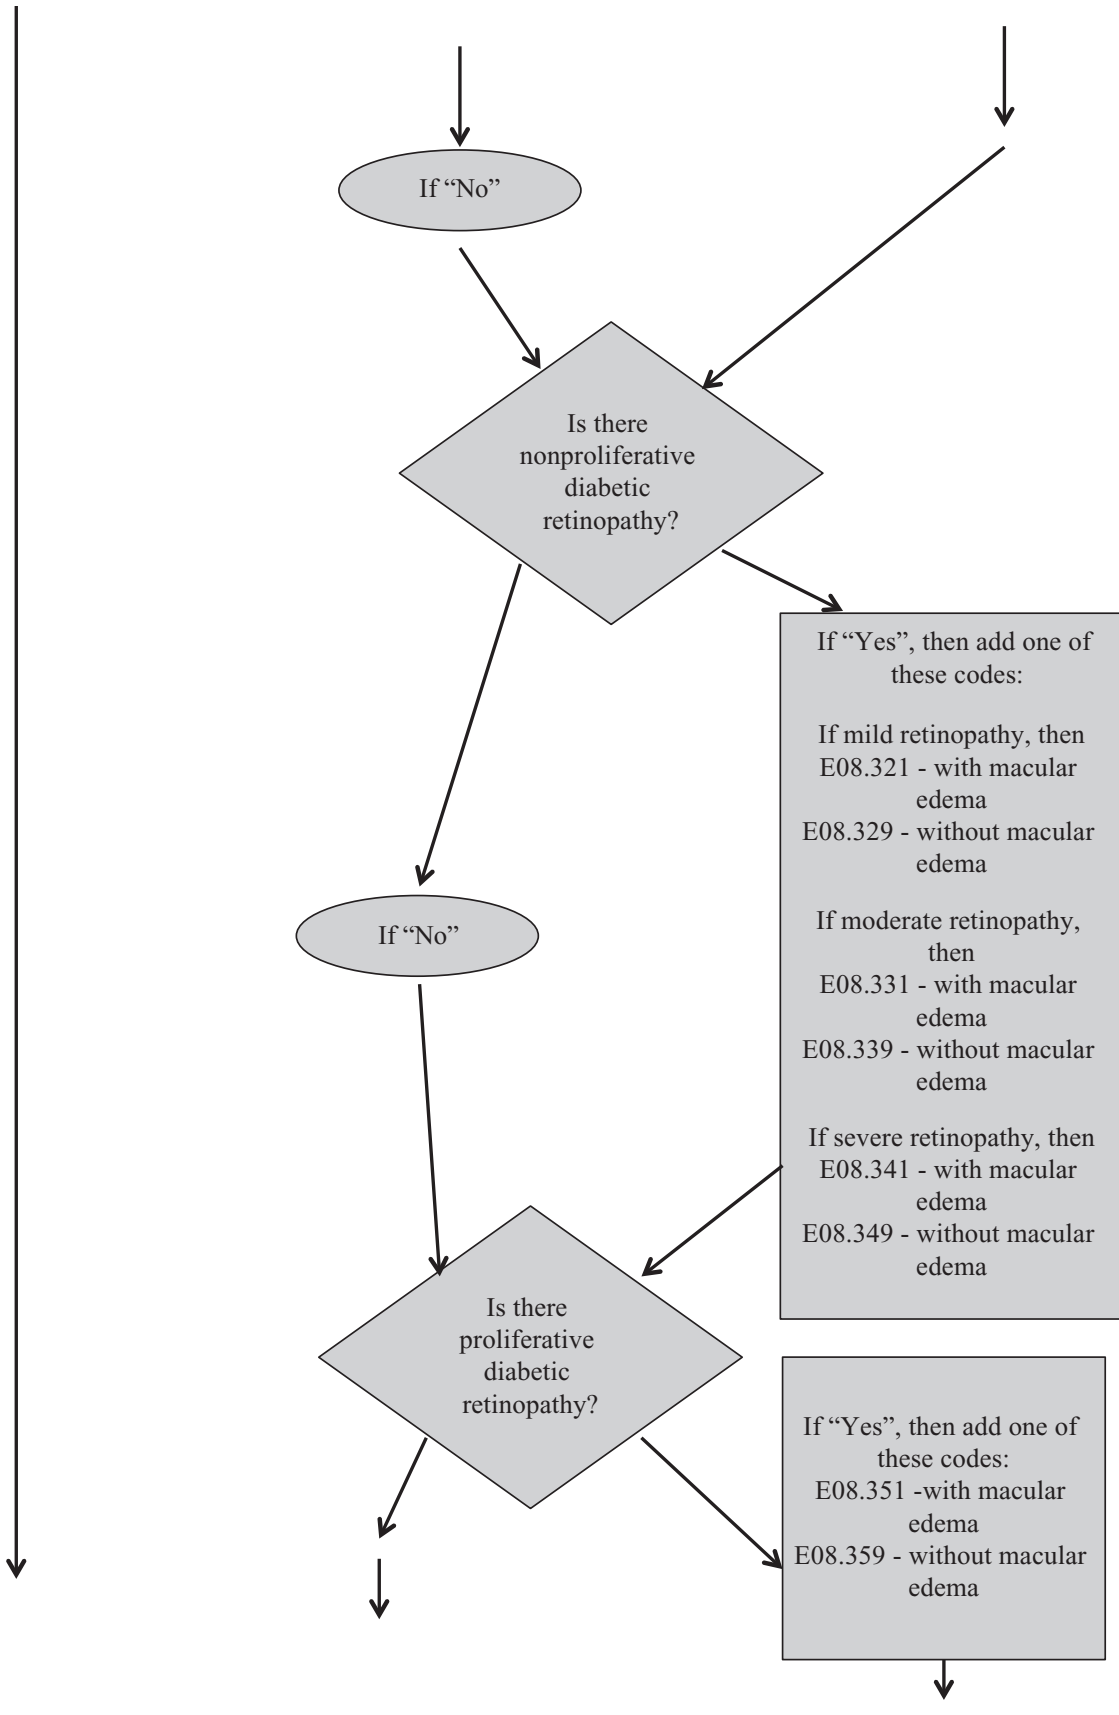 If “No”
Is there
nonproliferative
diabetic
retinopathy?
If “Yes”, then add one of
these codes:
If mild retinopathy, then
E08.321 - with macular
edema
E08.329 - without macular
edema
If moderate retinopathy,
then
E08.331 - with macular
edema
E08.339 - without macular
edema
If severe retinopathy, then
E08.341 - with macular
edema
E08.349 - without macular
edema
If “No”
Is there
proliferative
diabetic
retinopathy?
If “Yes”, then add one of
these codes:
E08.351 -with macular
edema
E08.359 - without macular
edema